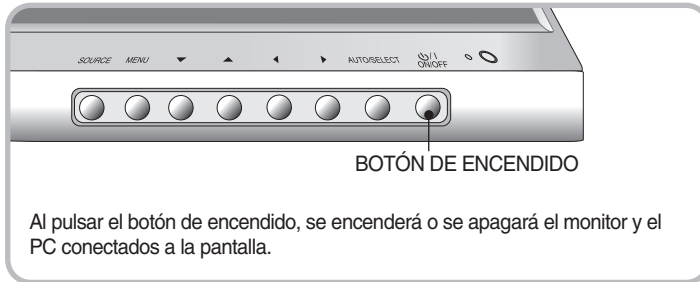 SOURCE MENU ▼ ▲ ◀ ▶ AUTO/SELECT ⏻/I
ON/OFF
BOTÓN DE ENCENDIDO
Al pulsar el botón de encendido, se encenderá o se apagará el monitor y el
PC conectados a la pantalla.